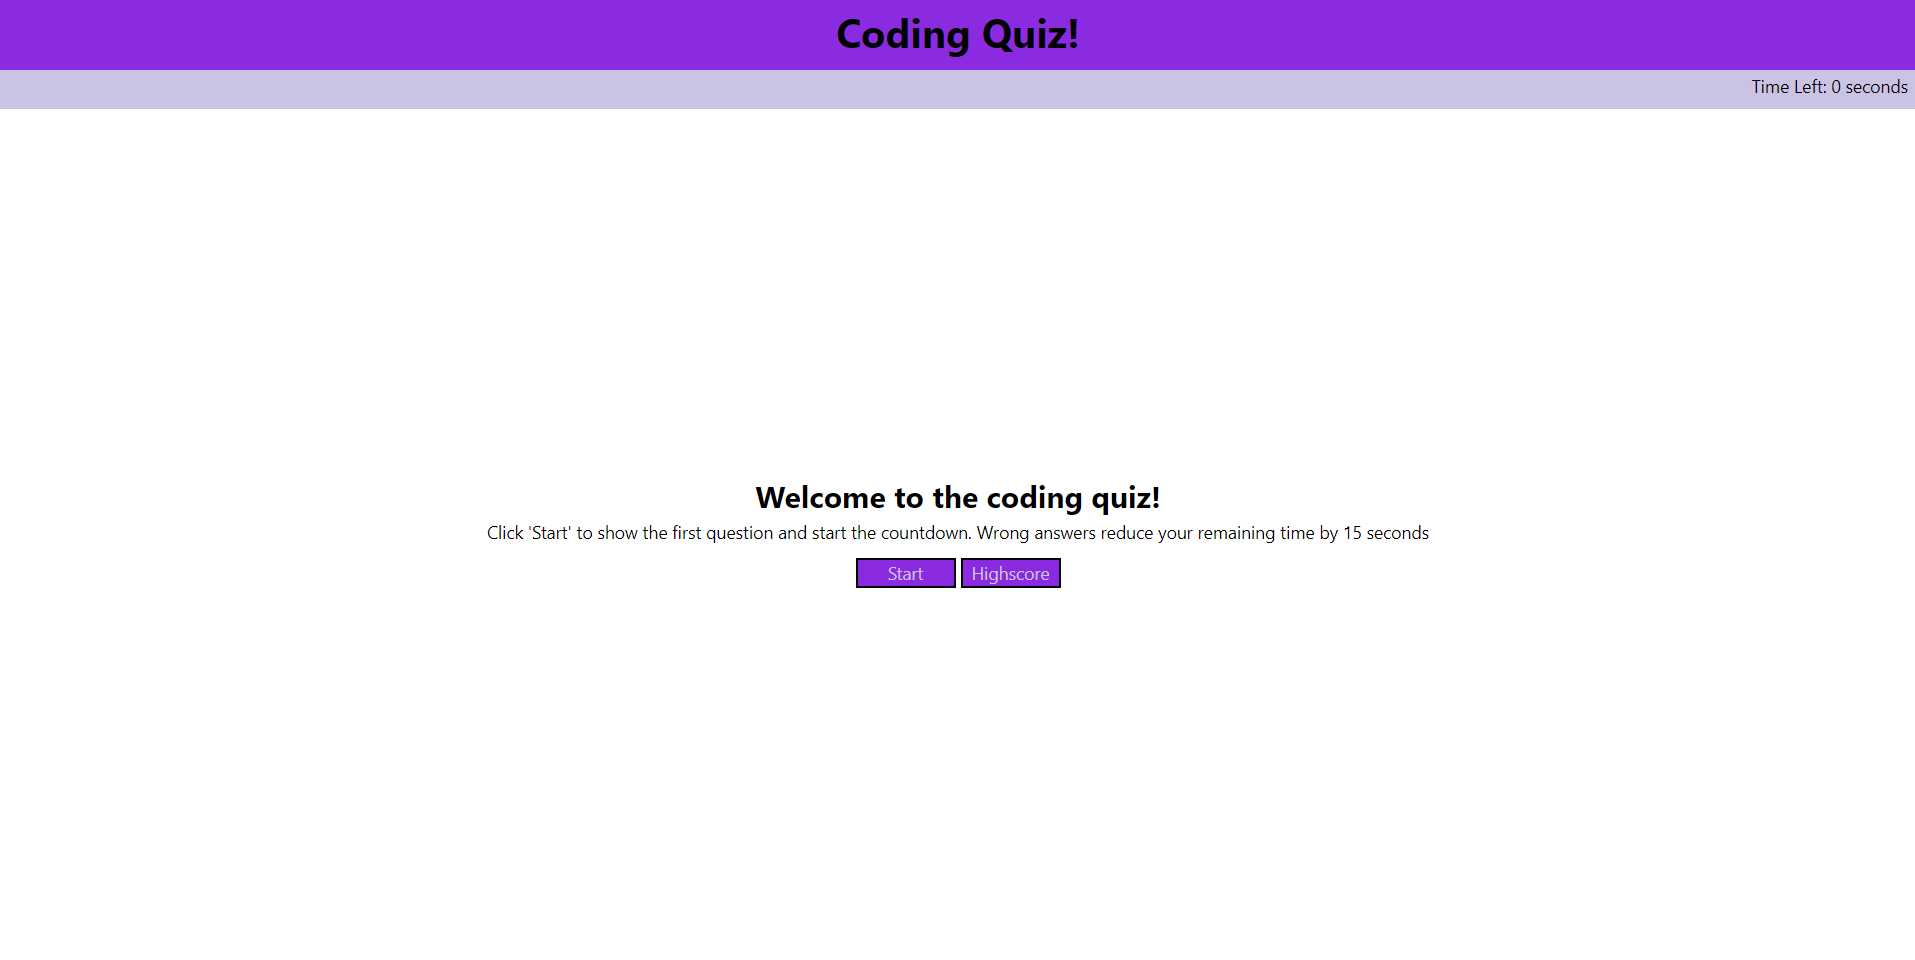 Coding Quiz!
Time Left: 0 seconds
Welcome to the coding quiz!
Click 'Start' to show the first question and start the countdown. Wrong answers reduce your remaining time by 15 seconds
Start Highscore